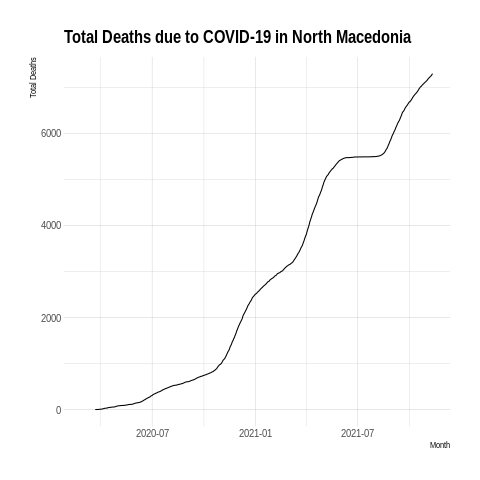 Total Deaths due to COVID-19 in North Macedonia
Total Deaths
6000
4000
2000
0
2020-07 2021-01 2021-07
Month